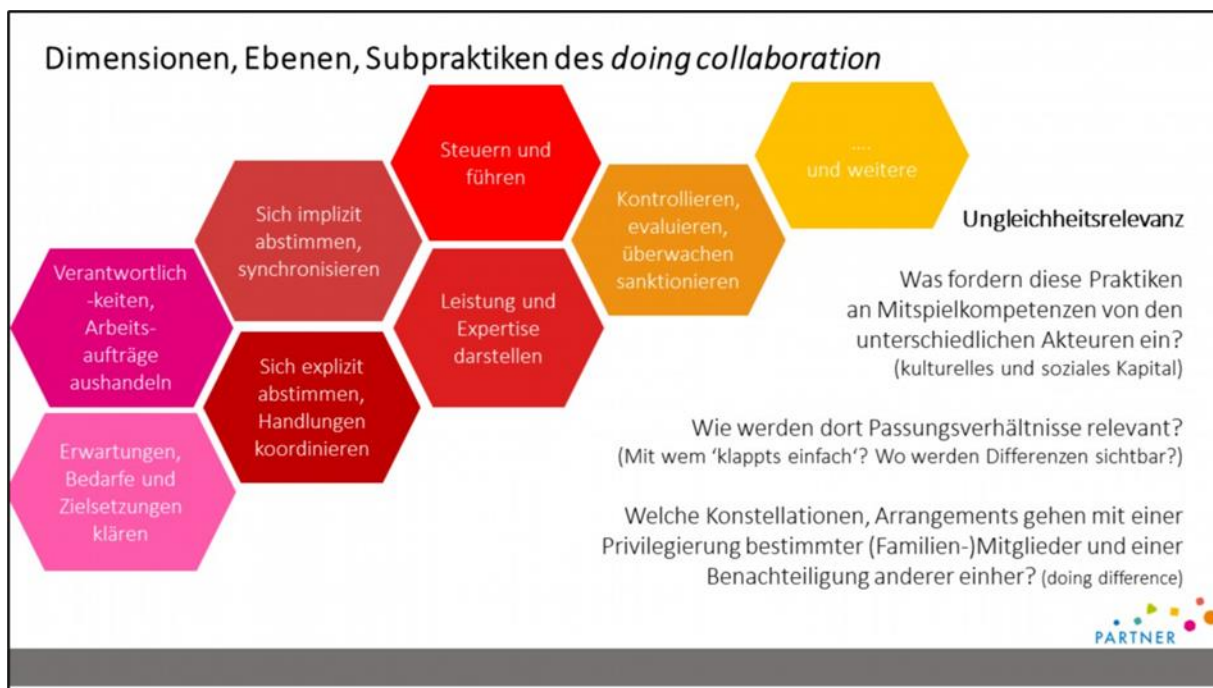 Dimensionen, Ebenen, Subpraktiken des doing collaboration
Erwartungen,
Bedarfe und
Zielsetzungen
klären
Verantwortlich
-keiten,
Arbeits-
aufträge
aushandeln
Sich implizit
abstimmen,
synchronisieren
Sich explizit
abstimmen,
Handlungen
koordinieren
Steuern und
führen
Leistung und
Expertise
darstellen
Kontrollieren,
evaluieren,
überwachen
sanktionieren
....
und weitere
Ungleichheitsrelevanz
Was fordern diese Praktiken
an Mitspielkompetenzen von den
unterschiedlichen Akteuren ein?
(kulturelles und soziales Kapital)
Wie werden dort Passungsverhältnisse relevant?
(Mit wem ‘klappts einfach‘? Wo werden Differenzen sichtbar?)
Welche Konstellationen, Arrangements gehen mit einer
Privilegierung bestimmter (Familien-)Mitglieder und einer
Benachteiligung anderer einher? (doing difference)
PARTNER